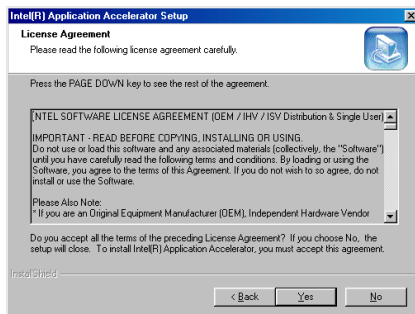 Intel(R) Application Accelerator Setup
License Agreement
Please read the following license agreement carefully.
Press the PAGE DOWN key to see the rest of the agreement.
INTEL SOFTWARE LICENSE AGREEMENT (OEM / IHV / ISV Distribution & Single User)
IMPORTANT - READ BEFORE COPYING, INSTALLING OR USING.
Do not use or load this software and any associated materials (collectively, the "Software")
until you have carefully read the following terms and conditions. By loading or using the
Software, you agree to the terms of this Agreement. If you do not wish to so agree, do not
install or use the Software.
Please Also Note:
* If you are an Original Equipment Manufacturer (OEM), Independent Hardware Vendor
Do you accept all the terms of the preceding License Agreement? If you choose No, the
setup will close. To install Intel(R) Application Accelerator, you must accept this agreement.
InstallShield
< Back
Yes
No